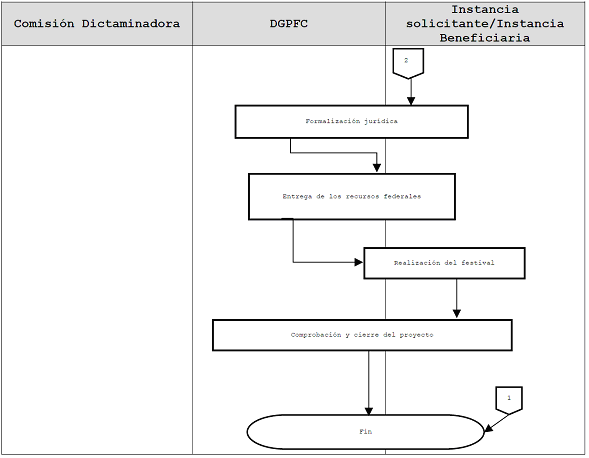 Comisión Dictaminadora
DGPFC
Instancia
solicitante/Instancia
Beneficiaria
2
Formalización jurídica
Entrega de los recursos federales
Realización del festival
Comprobación y cierre del proyecto
1
Fin